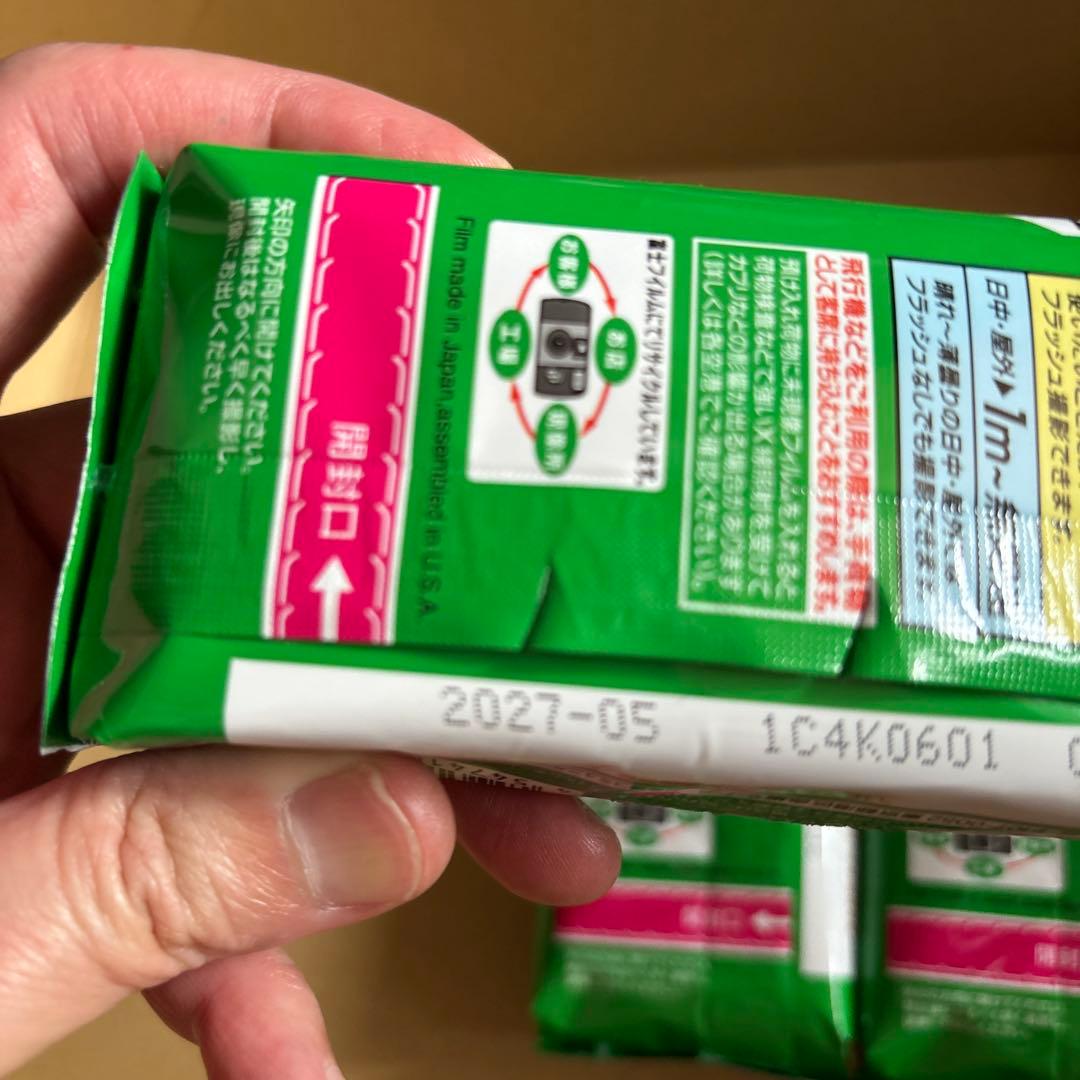 矢印の方向に開けてください。
開封後はなるべく早く撮影し、
現像にお出しください。
開封口
Film made in Japan, assembled in U.S.A.
富士フイルムにてリサイクルしています。
お客様
お店
現像所
工場
飛行機などをご利用の際は、手荷物
として客席に持ち込むことをおすすめします。
預け入れ荷物に未現像フィルムを入れると
荷物検査などで強いX線照射を受けて
カブリなどの影響が出る場合があります
(詳しくは各空港でご確認ください)。
日中・屋外▶1m~
晴れ~薄曇りの日中・屋外では
フラッシュなしでも撮影できます。
フラッシュ撮影できます。
2027-05
1C4K0601
開封口